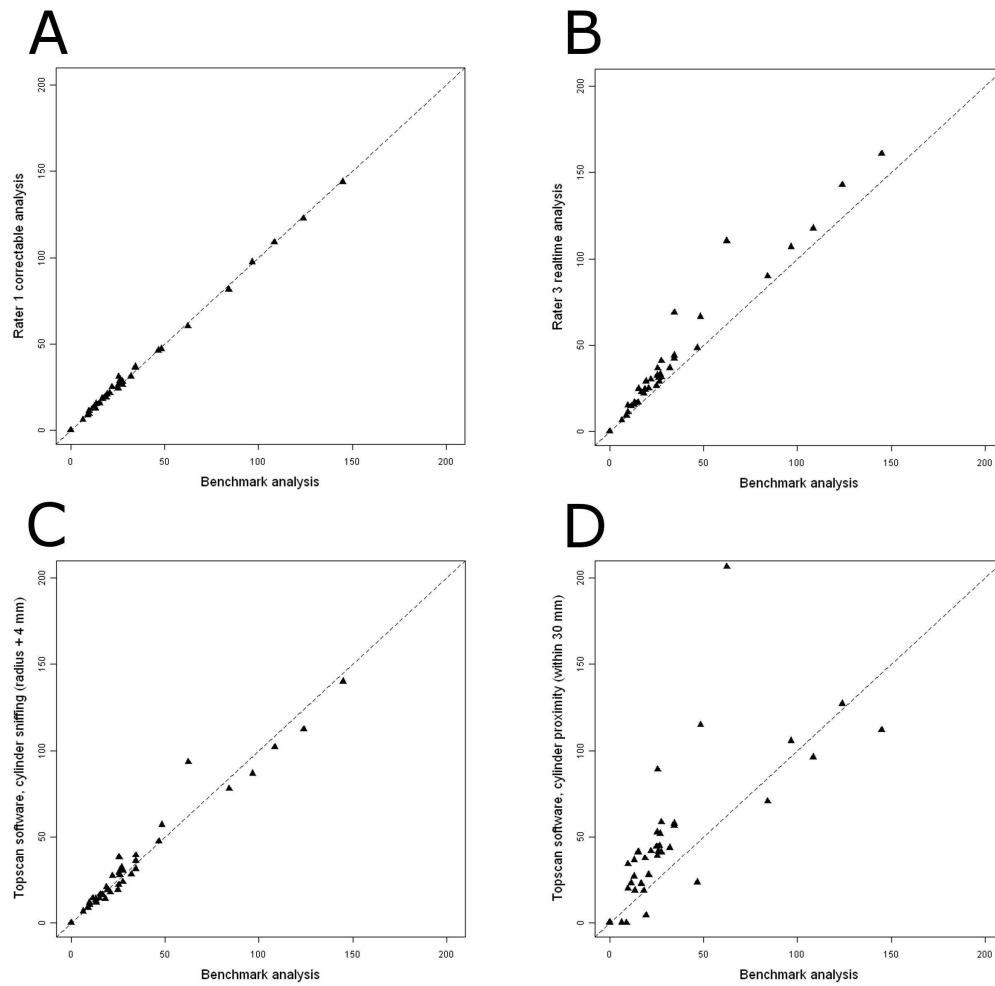 A
B
200
150
100
50
0
Rater 1 correctable analysis
0 50 100 150 200
Benchmark analysis
200
150
100
50
0
Rater 3 realtime analysis
0 50 100 150 200
Benchmark analysis
C
D
200
150
100
50
0
Topscan software, cylinder sniffing (radius + 4 mm)
0 50 100 150 200
Benchmark analysis
200
150
100
50
0
Topscan software, cylinder proximity (within 30 mm)
0 50 100 150 200
Benchmark analysis